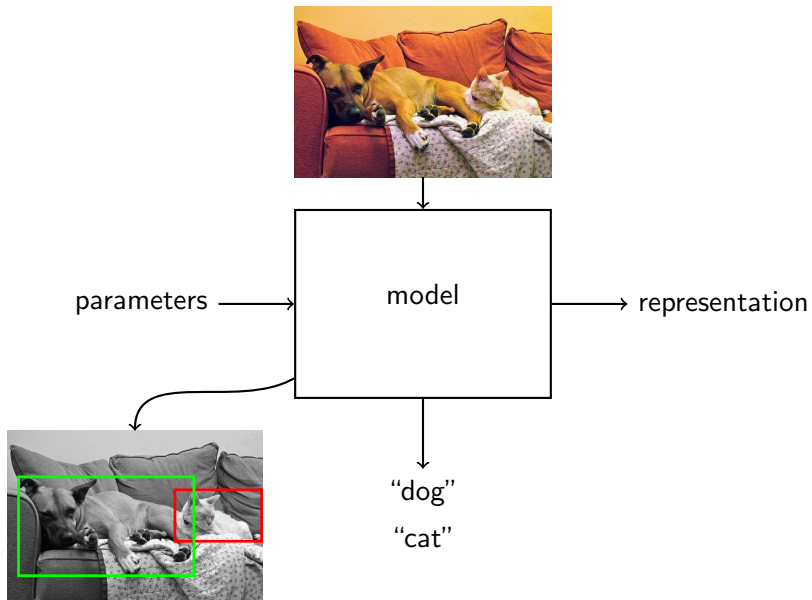 model
parameters
representation
“dog”
“cat”